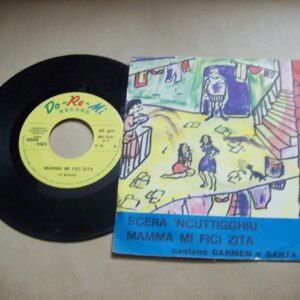 Do-Re-Mi
RECORD
45 giri
MAMMA MI FICI ZITA
SCERA 'NCUTTIGGHIU
MAMMA MI FICI ZITA
cantano CARMEN e SANTA